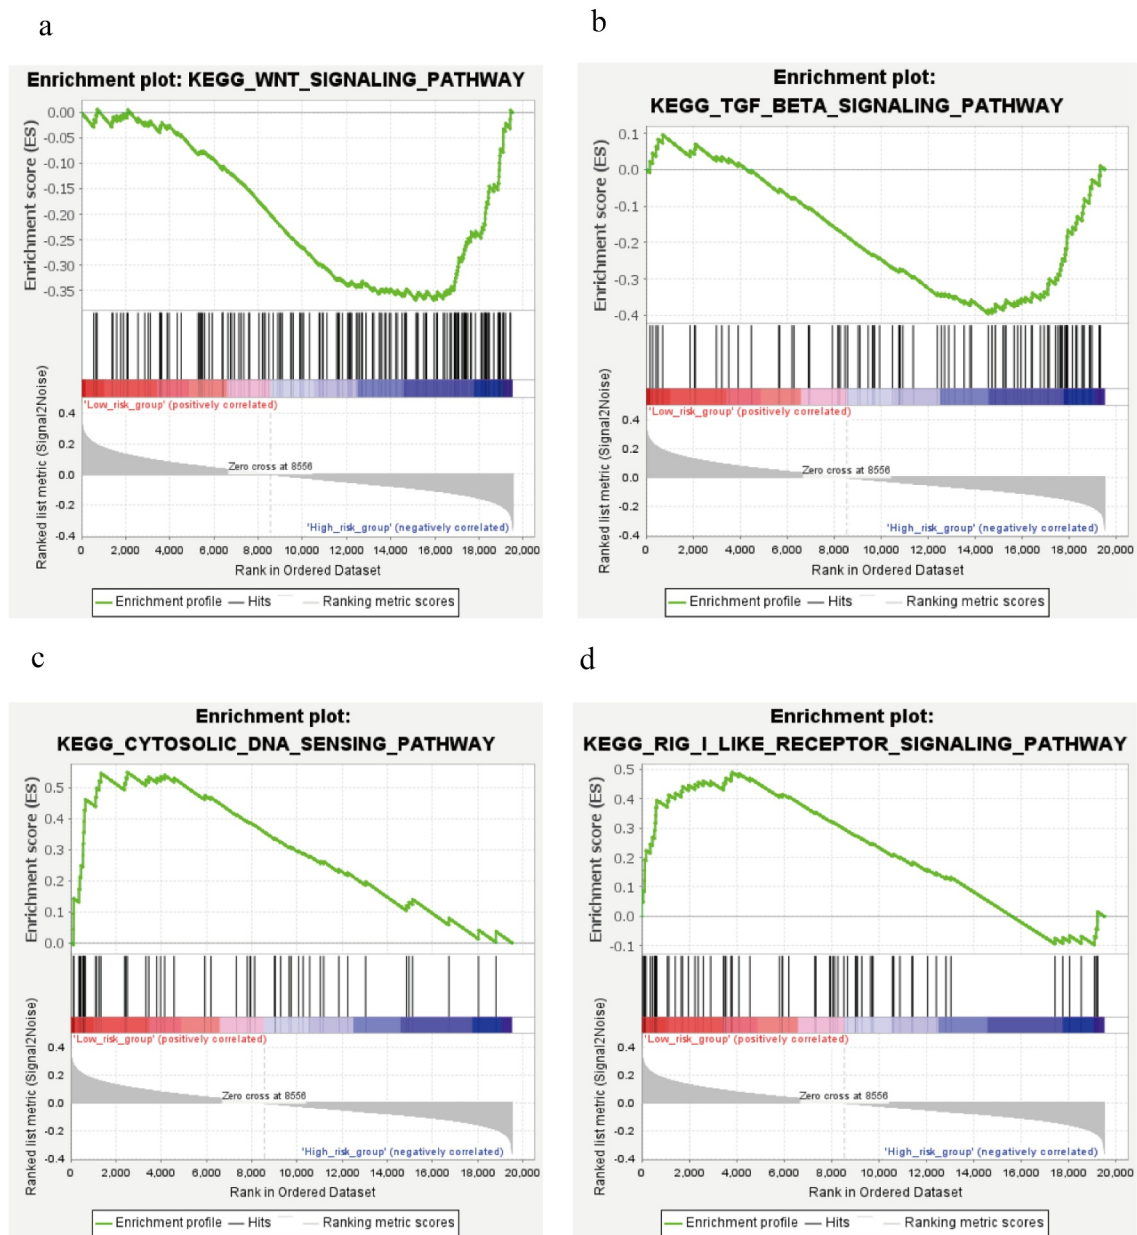 a
Enrichment plot: KEGG_WNT_SIGNALING_PATHWAY
Enrichment score (ES)
0.00
-0.05
-0.10
-0.15
-0.20
-0.25
-0.30
-0.35
Ranked list metric (Signal2Noise)
'Low_risk_group' (positively correlated)
0.4
0.2
0.0
-0.2
-0.4
Zero cross at 8556
'High_risk_group' (negatively correlated)
0 2,000 4,000 6,000 8,000 10,000 12,000 14,000 16,000 18,000 20,000
Rank in Ordered Dataset
Enrichment profile Hits Ranking metric scores
b
Enrichment plot:
KEGG_TGF_BETA_SIGNALING_PATHWAY
Enrichment score (ES)
0.1
0.0
-0.1
-0.2
-0.3
-0.4
Ranked list metric (Signal2Noise)
'Low_risk_group' (positively correlated)
0.4
0.2
0.0
-0.2
-0.4
Zero cross at 8556
'High_risk_group' (negatively correlated)
0 2,000 4,000 6,000 8,000 10,000 12,000 14,000 16,000 18,000 20,000
Rank in Ordered Dataset
Enrichment profile Hits Ranking metric scores
c
Enrichment plot:
KEGG_CYTOSOLIC_DNA_SENSING_PATHWAY
Enrichment score (ES)
0.5
0.4
0.3
0.2
0.1
0.0
Ranked list metric (Signal2Noise)
'Low_risk_group' (positively correlated)
0.4
0.2
0.0
-0.2
-0.4
Zero cross at 8556
'High_risk_group' (negatively correlated)
0 2,000 4,000 6,000 8,000 10,000 12,000 14,000 16,000 18,000 20,000
Rank in Ordered Dataset
Enrichment profile Hits Ranking metric scores
d
Enrichment plot:
KEGG_RIG_I_LIKE_RECEPTOR_SIGNALING_PATHWAY
Enrichment score (ES)
0.5
0.4
0.3
0.2
0.1
0.0
-0.1
Ranked list metric (Signal2Noise)
'Low_risk_group' (positively correlated)
0.4
0.2
0.0
-0.2
-0.4
Zero cross at 8556
'High_risk_group' (negatively correlated)
0 2,000 4,000 6,000 8,000 10,000 12,000 14,000 16,000 18,000 20,000
Rank in Ordered Dataset
Enrichment profile Hits Ranking metric scores